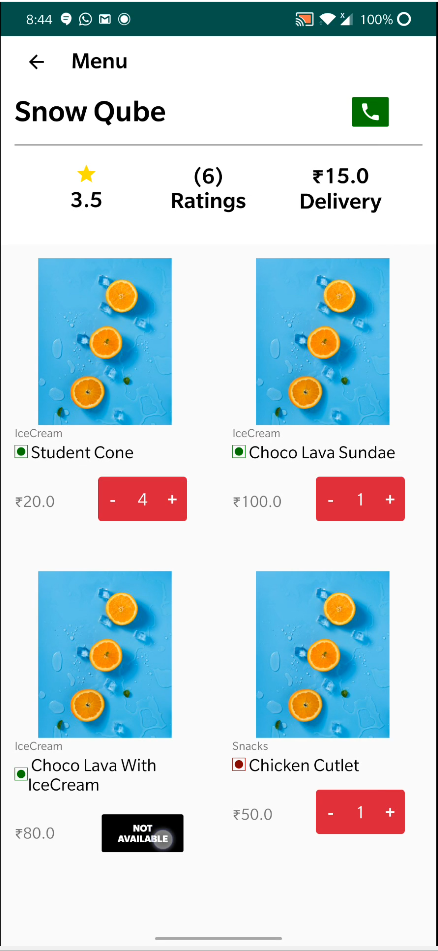 8:44 100%
Menu
Snow Qube
3.5
(6)
Ratings
₹15.0
Delivery
IceCream
Student Cone
₹20.0 - 4 +
IceCream
Choco Lava Sundae
₹100.0 - 1 +
IceCream
Choco Lava With
IceCream
₹80.0
NOT
AVAILABLE
Snacks
Chicken Cutlet
₹50.0 - 1 +